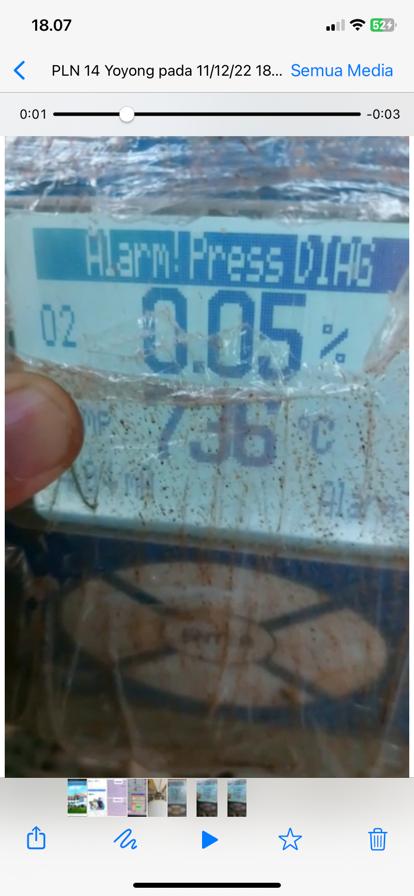 18.07
52
PLN 14 Yoyong pada 11/12/22 18... Semua Media
0:01 -0:03
Alarm! Press DIAG
O2 0.05 %
736 °C